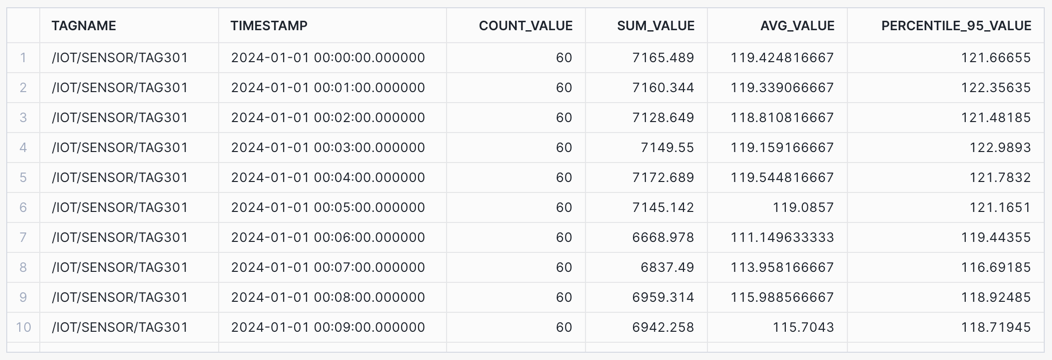 TAGNAME TIMESTAMP COUNT_VALUE SUM_VALUE AVG_VALUE PERCENTILE_95_VALUE
1 /IOT/SENSOR/TAG301 2024-01-01 00:00:00.000000 60 7165.489 119.424816667 121.66655
2 /IOT/SENSOR/TAG301 2024-01-01 00:01:00.000000 60 7160.344 119.339066667 122.35635
3 /IOT/SENSOR/TAG301 2024-01-01 00:02:00.000000 60 7128.649 118.810816667 121.48185
4 /IOT/SENSOR/TAG301 2024-01-01 00:03:00.000000 60 7149.55 119.159166667 122.9893
5 /IOT/SENSOR/TAG301 2024-01-01 00:04:00.000000 60 7172.689 119.544816667 121.7832
6 /IOT/SENSOR/TAG301 2024-01-01 00:05:00.000000 60 7145.142 119.0857 121.1651
7 /IOT/SENSOR/TAG301 2024-01-01 00:06:00.000000 60 6668.978 111.149633333 119.44355
8 /IOT/SENSOR/TAG301 2024-01-01 00:07:00.000000 60 6837.49 113.958166667 116.69185
9 /IOT/SENSOR/TAG301 2024-01-01 00:08:00.000000 60 6959.314 115.988566667 118.92485
10 /IOT/SENSOR/TAG301 2024-01-01 00:09:00.000000 60 6942.258 115.7043 118.71945